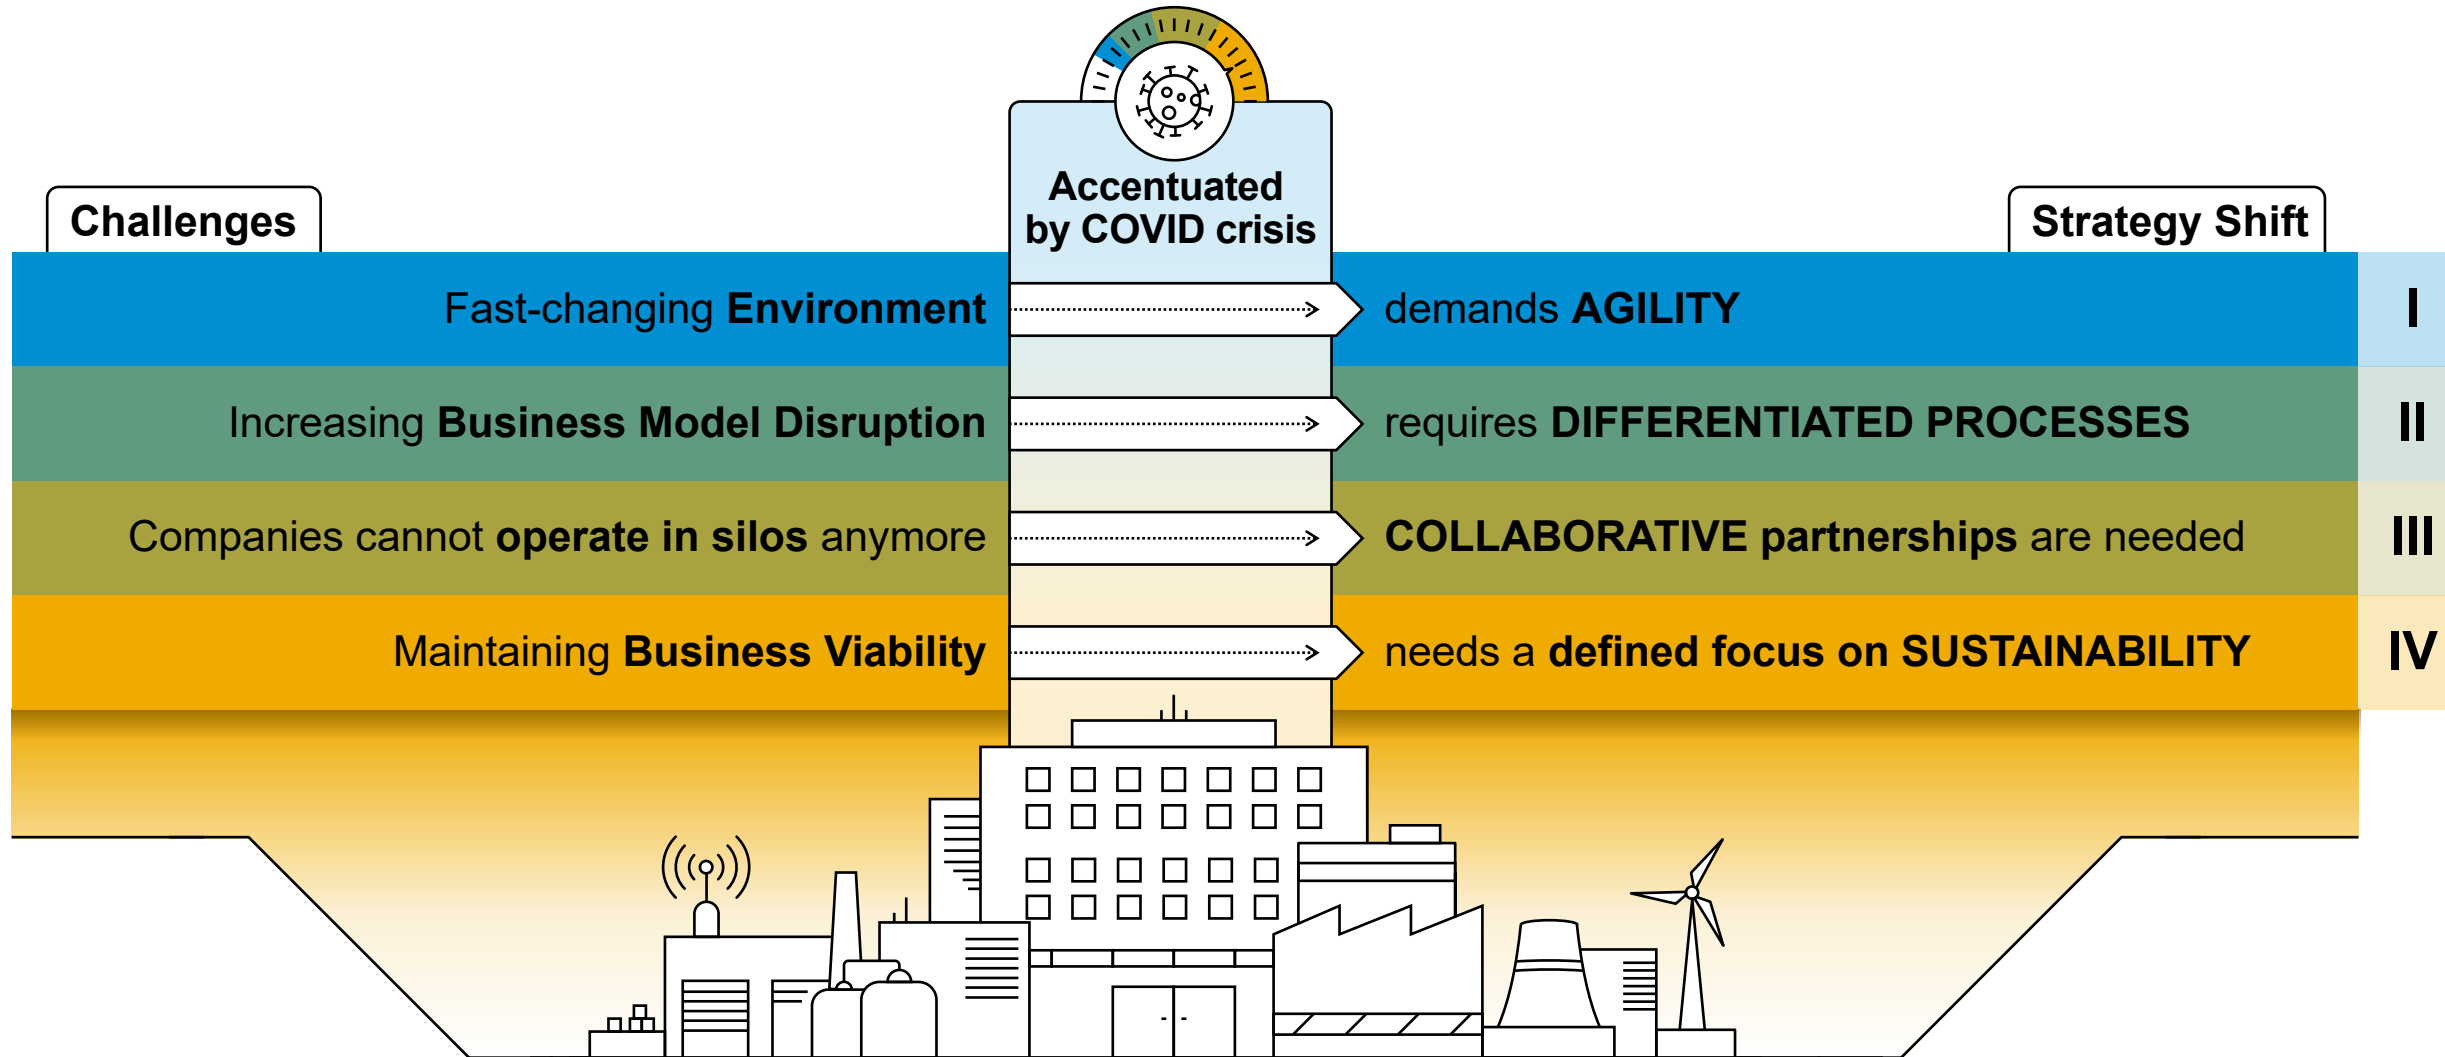 Accentuated
by COVID crisis
Challenges
Strategy Shift
Fast-changing Environment demands AGILITY I
Increasing Business Model Disruption requires DIFFERENTIATED PROCESSES II
Companies cannot operate in silos anymore COLLABORATIVE partnerships are needed III
Maintaining Business Viability needs a defined focus on SUSTAINABILITY IV